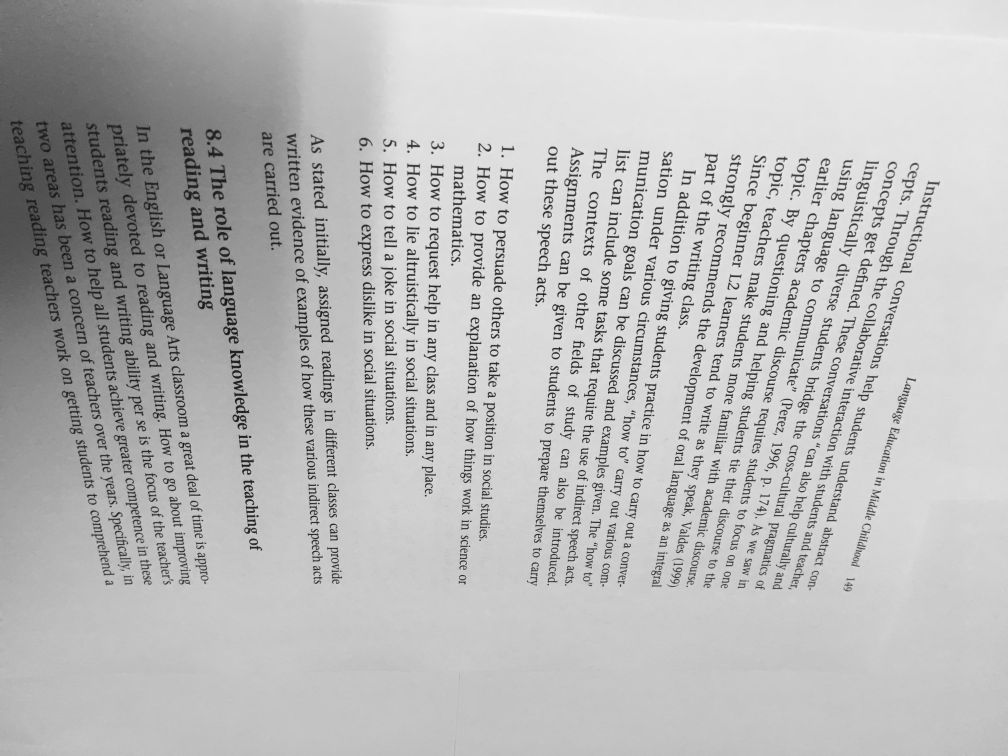 Language Education in Middle Childhood 149
Instructional conversations help students understand abstract con-
cepts. Through the collaborative interaction with students and teacher,
concepts get defined. These conversations "can also help culturally and
linguistically diverse students bridge the cross-cultural pragmatics of
using language to communicate" (Perez, 1996, p. 174). As we saw in
earlier chapters academic discourse requires students to focus on one
topic. By questioning and helping students tie their discourse to the
topic, teachers make students more familiar with academic discourse.
Since beginner L2 learners tend to write as they speak, Valdes (1999)
strongly recommends the development of oral language as an integral
part of the writing class.
In addition to giving students practice in how to carry out a conver-
sation under various circumstances, "how to" carry out various com-
munication goals can be discussed and examples given. The "how to"
list can include some tasks that require the use of indirect speech acts.
The contexts of other fields of study can also be introduced.
Assignments can be given to students to prepare themselves to carry
out these speech acts.
1. How to persuade others to take a position in social studies.
2. How to provide an explanation of how things work in science or
mathematics.
3. How to request help in any class and in any place.
4. How to lie altruistically in social situations.
5. How to tell a joke in social situations.
6. How to express dislike in social situations.
As stated initially, assigned readings in different classes can provide
written evidence of examples of how these various indirect speech acts
are carried out.
8.4 The role of language knowledge in the teaching of
reading and writing
In the English or Language Arts classroom a great deal of time is appro-
priately devoted to reading and writing. How to go about improving
students reading and writing ability per se is the focus of the teacher's
attention. How to help all students achieve greater competence in these
two areas has been a concern of teachers over the years. Specifically, in
teaching reading teachers work on getting students to comprehend a